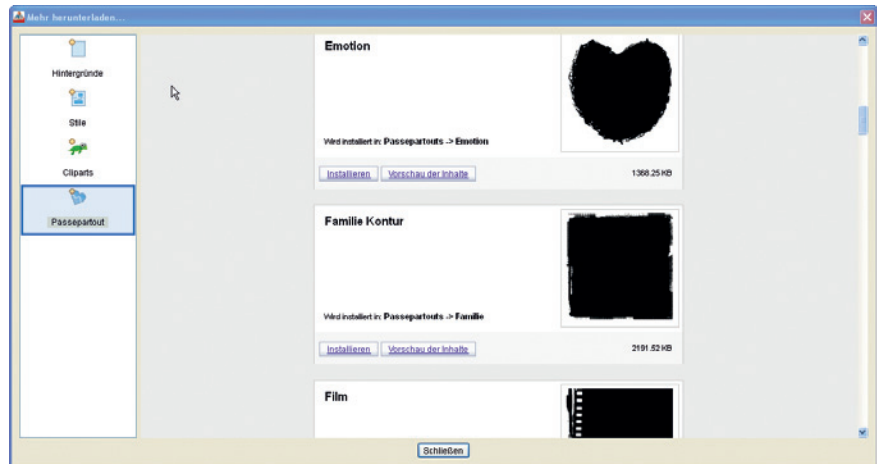 Mehr herunterladen...
Hintergründe
Stile
Cliparts
Passepartout
Emotion
Wird installiert in: Passepartouts -> Emotion
Installieren Vorschau der Inhalte 1368.25 KB
Familie Kontur
Wird installiert in: Passepartouts -> Familie
Installieren Vorschau der Inhalte 2191.52 KB
Film
Schließen